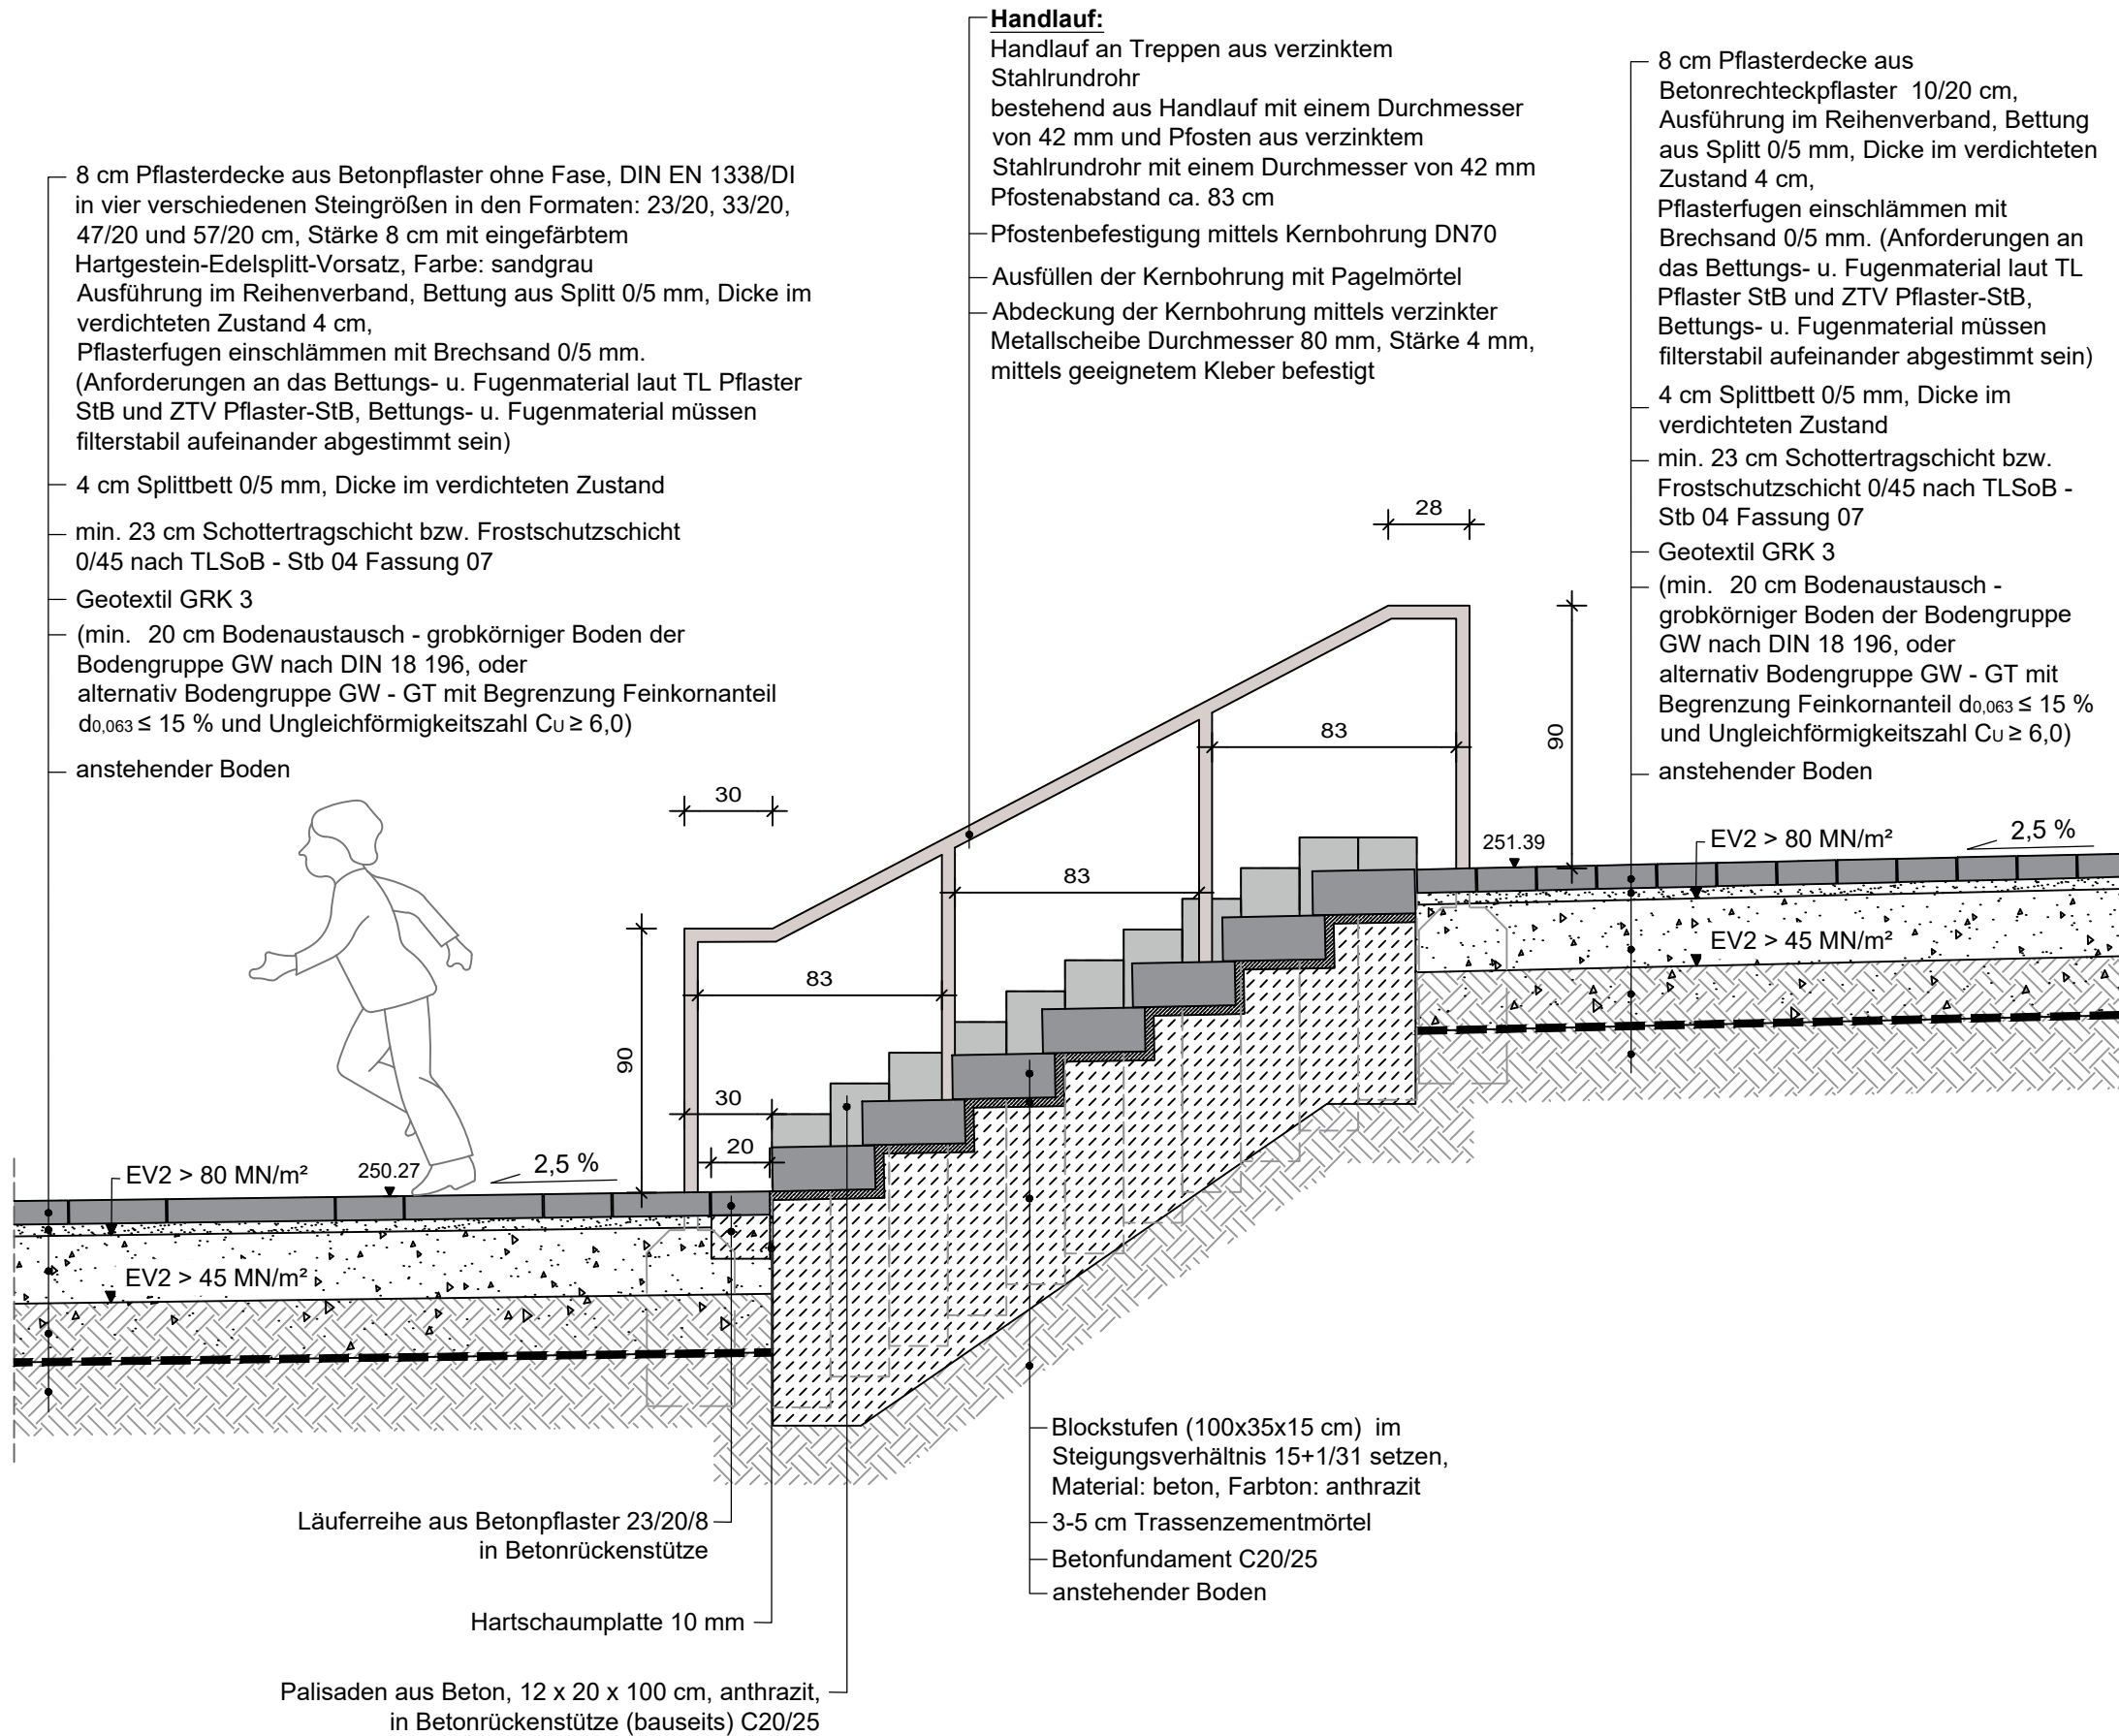 Handlauf:
Handlauf an Treppen aus verzinktem
Stahlrundrohr
bestehend aus Handlauf mit einem Durchmesser
von 42 mm und Pfosten aus verzinktem
Stahlrundrohr mit einem Durchmesser von 42 mm
Pfostenabstand ca. 83 cm
Pfostenbefestigung mittels Kernbohrung DN70
Ausfüllen der Kernbohrung mit Pagelmörtel
Abdeckung der Kernbohrung mittels verzinkter
Metallscheibe Durchmesser 80 mm, Stärke 4 mm,
mittels geeignetem Kleber befestigt
8 cm Pflasterdecke aus Betonpflaster ohne Fase, DIN EN 1338/DI
in vier verschiedenen Steingrößen in den Formaten: 23/20, 33/20,
47/20 und 57/20 cm, Stärke 8 cm mit eingefärbtem
Hartgestein-Edelsplitt-Vorsatz, Farbe: sandgrau
Ausführung im Reihenverband, Bettung aus Splitt 0/5 mm, Dicke im
verdichteten Zustand 4 cm,
Pflasterfugen einschlämmen mit Brechsand 0/5 mm.
(Anforderungen an das Bettungs- u. Fugenmaterial laut TL Pflaster
StB und ZTV Pflaster-StB, Bettungs- u. Fugenmaterial müssen
filterstabil aufeinander abgestimmt sein)
4 cm Splittbett 0/5 mm, Dicke im verdichteten Zustand
min. 23 cm Schottertragschicht bzw. Frostschutzschicht
0/45 nach TLSoB - Stb 04 Fassung 07
Geotextil GRK 3
(min. 20 cm Bodenaustausch - grobkörniger Boden der
Bodengruppe GW nach DIN 18 196, oder
alternativ Bodengruppe GW - GT mit Begrenzung Feinkornanteil
d0,063 ≤ 15 % und Ungleichförmigkeitszahl CU ≥ 6,0)
anstehender Boden
8 cm Pflasterdecke aus
Betonrechteckpflaster 10/20 cm,
Ausführung im Reihenverband, Bettung
aus Splitt 0/5 mm, Dicke im verdichteten
Zustand 4 cm,
Pflasterfugen einschlämmen mit
Brechsand 0/5 mm. (Anforderungen an
das Bettungs- u. Fugenmaterial laut TL
Pflaster StB und ZTV Pflaster-StB,
Bettungs- u. Fugenmaterial müssen
filterstabil aufeinander abgestimmt sein)
4 cm Splittbett 0/5 mm, Dicke im
verdichteten Zustand
min. 23 cm Schottertragschicht bzw.
Frostschutzschicht 0/45 nach TLSoB -
Stb 04 Fassung 07
Geotextil GRK 3
(min. 20 cm Bodenaustausch -
grobkörniger Boden der Bodengruppe
GW nach DIN 18 196, oder
alternativ Bodengruppe GW - GT mit
Begrenzung Feinkornanteil d0,063 ≤ 15 %
und Ungleichförmigkeitszahl CU ≥ 6,0)
anstehender Boden
28
83
90
30
83
251.39
EV2 > 80 MN/m²
2,5 %
EV2 > 45 MN/m²
83
90
30
20
EV2 > 80 MN/m²
250.27
2,5 %
EV2 > 45 MN/m²
Blockstufen (100x35x15 cm) im
Steigungsverhältnis 15+1/31 setzen,
Material: beton, Farbton: anthrazit
3-5 cm Trassenzementmörtel
Betonfundament C20/25
anstehender Boden
Läuferreihe aus Betonpflaster 23/20/8
in Betonrückenstütze
Hartschaumplatte 10 mm
Palisaden aus Beton, 12 x 20 x 100 cm, anthrazit,
in Betonrückenstütze (bauseits) C20/25